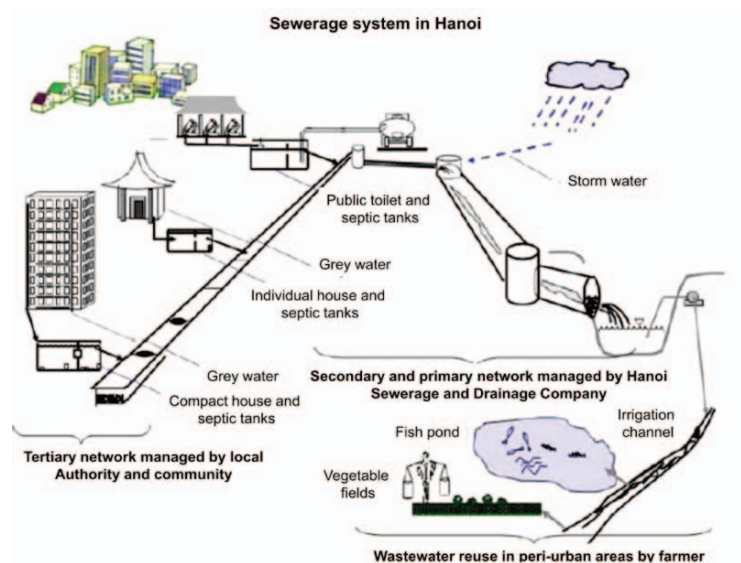 Sewerage system in Hanoi
Storm water
Public toilet and
septic tanks
Grey water
Individual house and
septic tanks
Grey water
Compact house and
septic tanks
Secondary and primary network managed by Hanoi
Sewerage and Drainage Company
Tertiary network managed by local
Authority and community
Irrigation
channel
Fish pond
Vegetable
fields
Wastewater reuse in peri-urban areas by farmer